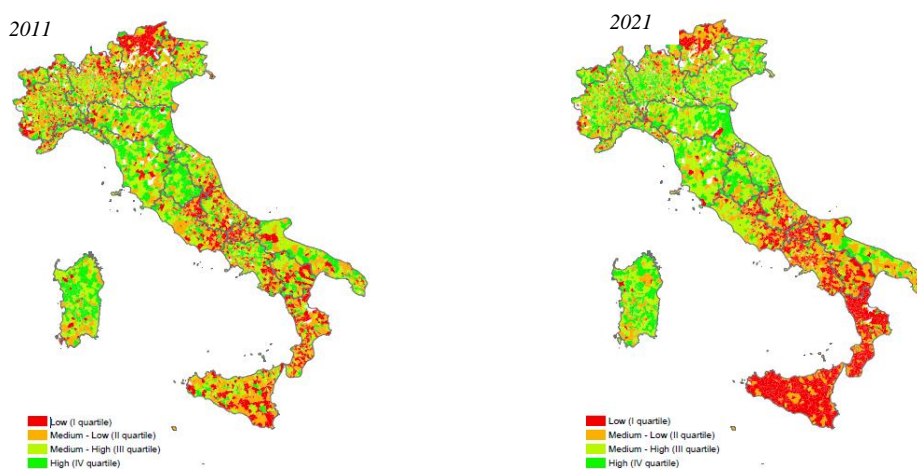 2011
2021
Low (I quartile)
Medium - Low (II quartile)
Medium - High (III quartile)
High (IV quartile)
Low (I quartile)
Medium - Low (II quartile)
Medium - High (III quartile)
High (IV quartile)